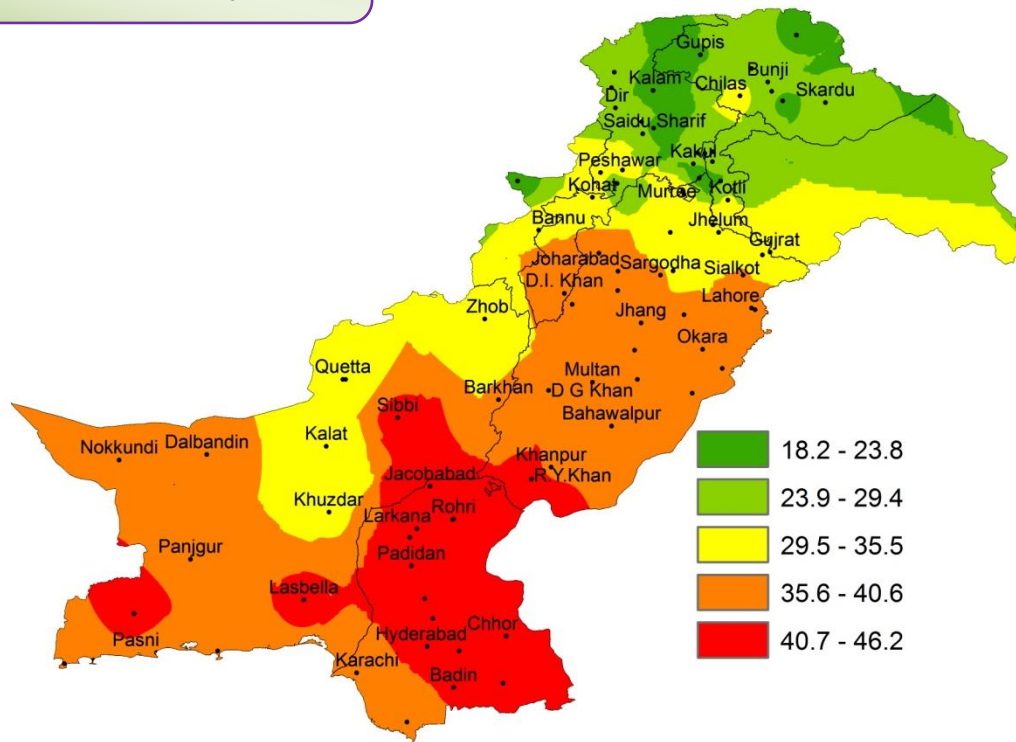 Gupis
Bunji
Kalam
Chilas
Skardu
Dir
Saidu Sharif
Kakul
Peshawar
Kohat
Murree
Kotli
Bannu
Jhelum
Gujrat
Joharabad
Sargodha
Sialkot
D.I. Khan
Lahore
Zhob
Jhang
Okara
Quetta
Multan
Barkhan
D G Khan
Sibbi
Bahawalpur
Nokkundi
Dalbandin
Kalat
Khanpur
Jacobabad
R.Y.Khan
Khuzdar
Rohri
Larkana
Panjgur
Padidan
Lasbella
Chhor
Pasni
Hyderabad
Karachi
Badin
18.2 - 23.8
23.9 - 29.4
29.5 - 35.5
35.6 - 40.6
40.7 - 46.2